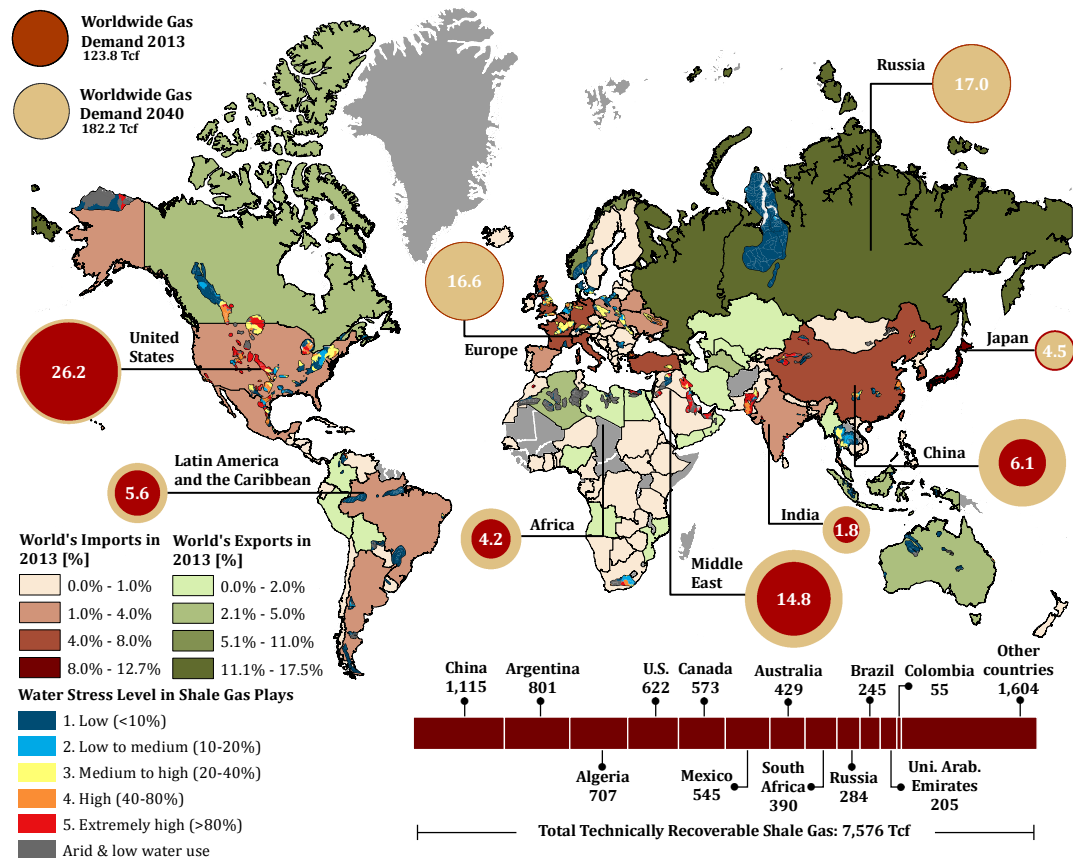 Worldwide Gas
Demand 2013
123.8 Tcf
Worldwide Gas
Demand 2040
182.2 Tcf
Russia
17.0
16.6
Europe
United
States
26.2
Japan
4.5
China
6.1
Latin America
and the Caribbean
5.6
Africa
4.2
India
1.8
Middle
East
14.8
World's Imports in
2013 [%]
0.0% - 1.0%
1.0% - 4.0%
4.0% - 8.0%
8.0% - 12.7%
World's Exports in
2013 [%]
0.0% - 2.0%
2.1% - 5.0%
5.1% - 11.0%
11.1% - 17.5%
Water Stress Level in Shale Gas Plays
1. Low (<10%)
2. Low to medium (10-20%)
3. Medium to high (20-40%)
4. High (40-80%)
5. Extremely high (>80%)
Arid & low water use
China
1,115
Argentina
801
U.S.
622
Canada
573
Australia
429
Brazil
245
Colombia
55
Other
countries
1,604
Algeria
707
Mexico
545
South
Africa
390
Russia
284
Uni. Arab.
Emirates
205
Total Technically Recoverable Shale Gas: 7,576 Tcf